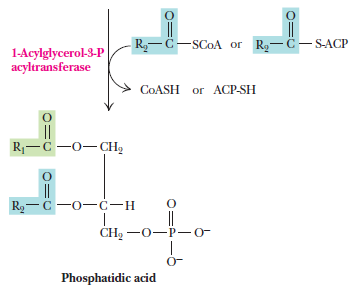 O O
R₂—C—SCoA or R₂—C—S-ACP
1-Acylglycerol-3-P
acyltransferase
CoASH or ACP-SH
O
R₁—C—O—CH₂
O
R₂—C—O—C—H O
CH₂—O—P—O⁻
O⁻
Phosphatidic acid